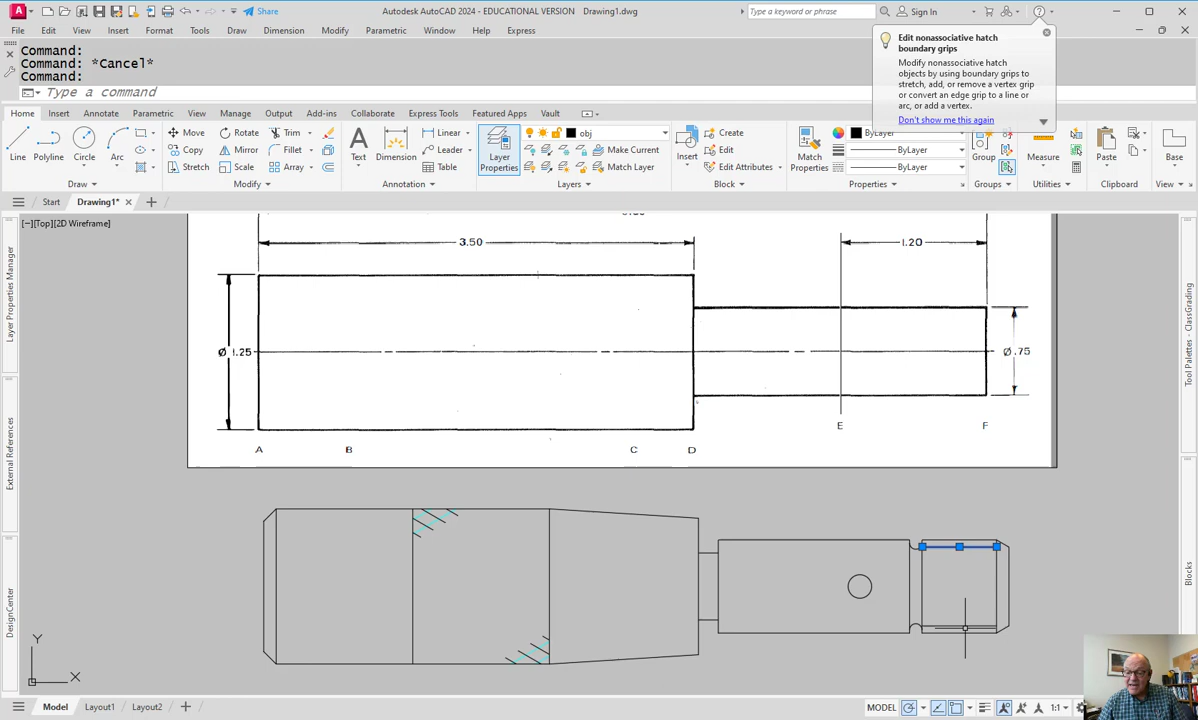 Share
Autodesk AutoCAD 2024 - EDUCATIONAL VERSION Drawing1.dwg
Type a keyword or phrase
Sign In
File Edit View Insert Format Tools Draw Dimension Modify Parametric Window Help Express
Edit nonassociative hatch
boundary grips
Modify nonassociative hatch
objects by using boundary grips to
stretch, add, or remove a vertex grip
or convert an edge grip to a line or
arc, or add a vertex.
Don't show me this again
Command:
Command: *Cancel*
Command:
Type a command
Home Insert Annotate Parametric View Manage Output Add-ins Collaborate Express Tools Featured Apps Vault
Line Polyline Circle Arc
Move Rotate Trim
Copy Mirror Fillet
Stretch Scale Array
Text Dimension
Linear
Leader
Table
Layer
Properties
obj
Make Current
Match Layer
Insert
Create
Edit
Edit Attributes
Match
Properties
ByLayer
ByLayer
ByLayer
Group
Measure
Paste
Base
Draw Modify Annotation Layers Block Properties Groups Utilities Clipboard View
Start Drawing1*
[−][Top][2D Wireframe]
Layer Properties Manager
External References
DesignCenter
Tool Palettes - ClassGrading
Blocks
3.50
1.20
Ø 1.25
Ø .75
A B C D E F
Y
X
Model Layout1 Layout2
MODEL
1:1